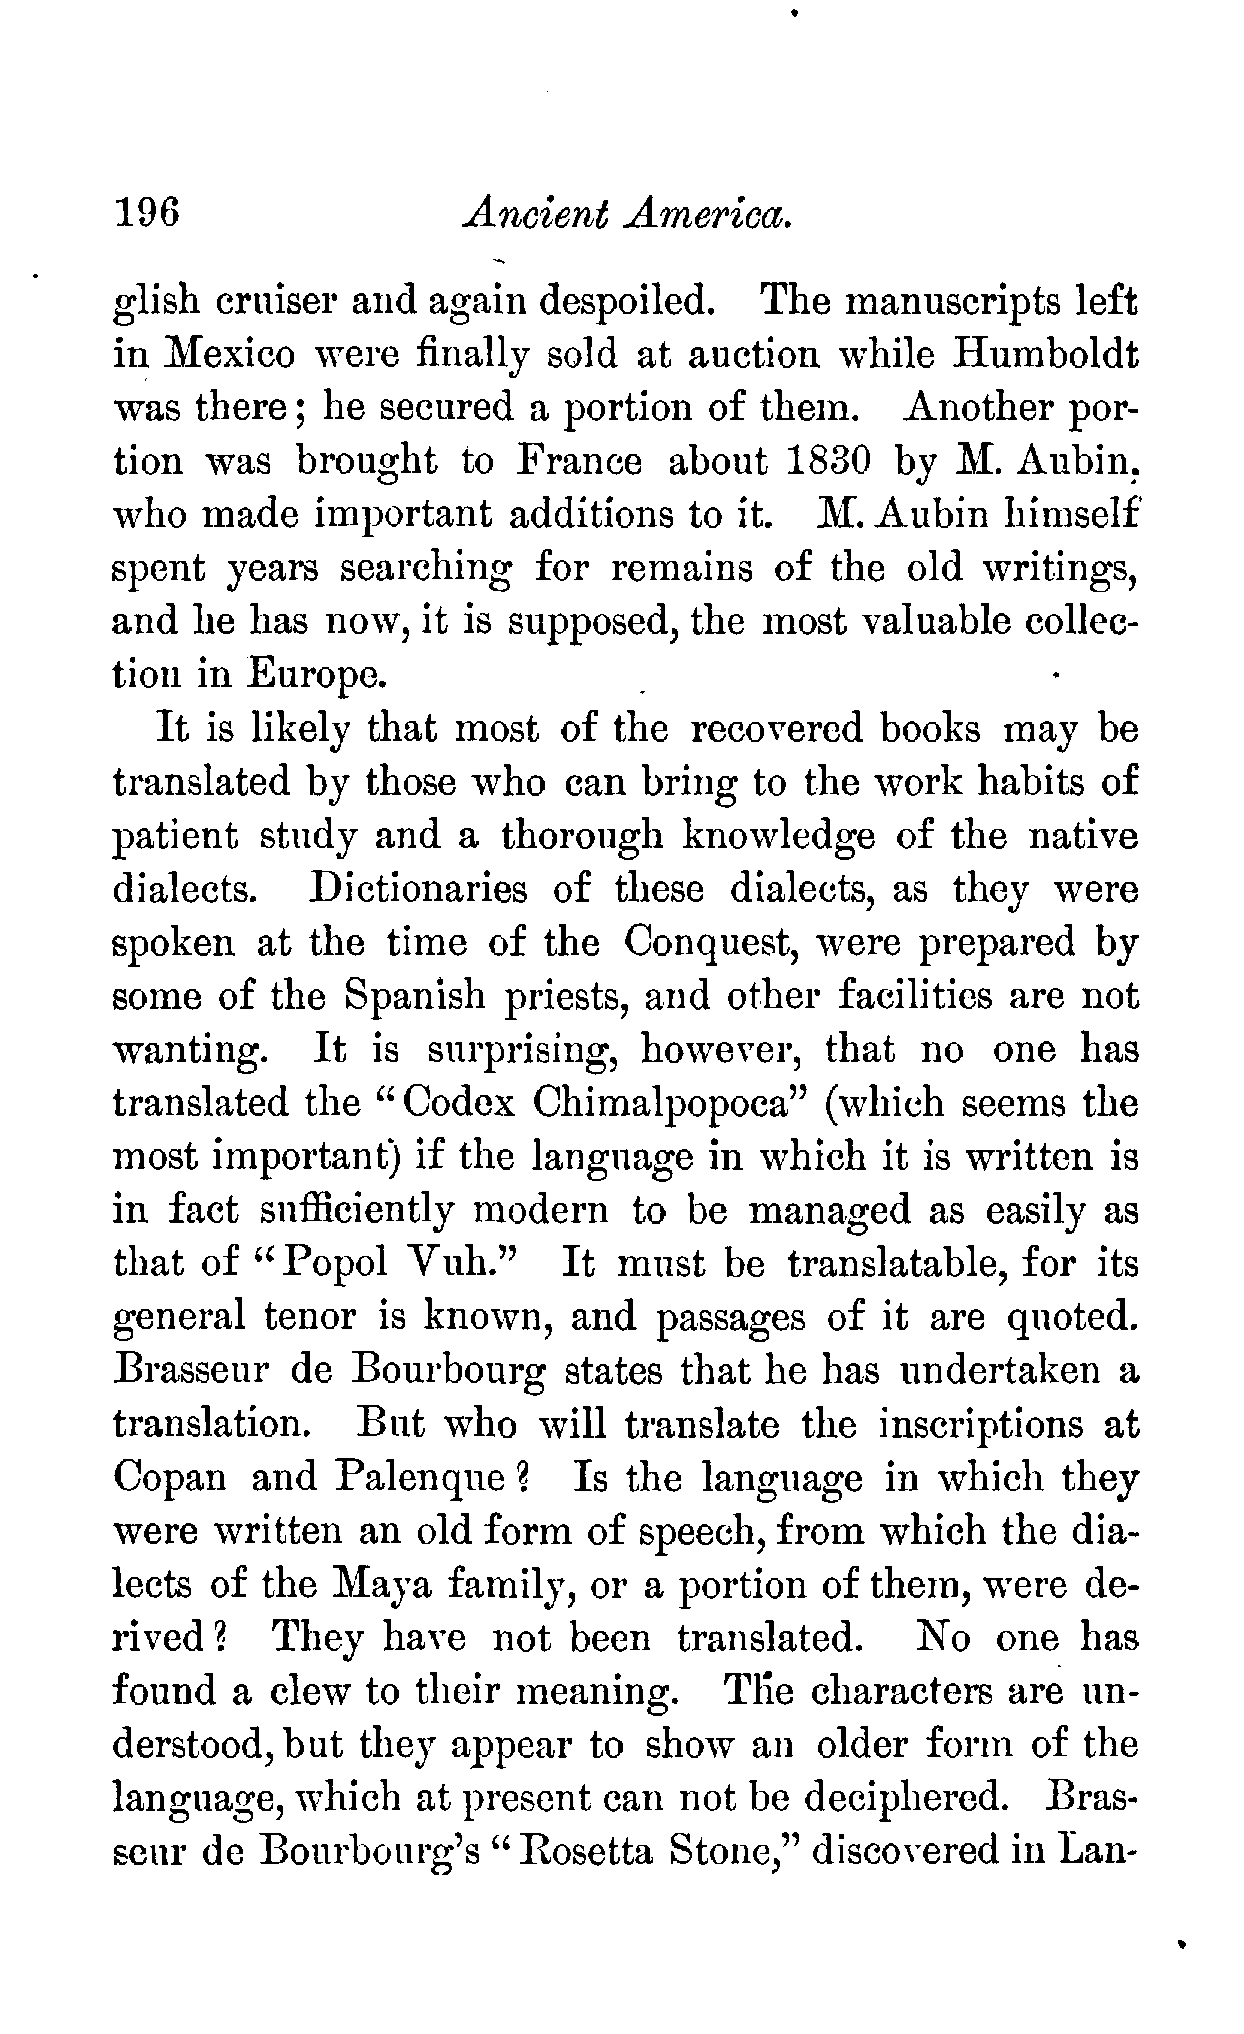 196 Ancient America.
glish cruiser and again despoiled. The manuscripts left
in Mexico were finally sold at auction while Humboldt
was there; he secured a portion of them. Another por-
tion was brought to France about 1830 by M. Aubin,
who made important additions to it. M. Aubin himself
spent years searching for remains of the old writings,
and he has now, it is supposed, the most valuable collec-
tion in Europe.
It is likely that most of the recovered books may be
translated by those who can bring to the work habits of
patient study and a thorough knowledge of the native
dialects. Dictionaries of these dialects, as they were
spoken at the time of the Conquest, were prepared by
some of the Spanish priests, and other facilities are not
wanting. It is surprising, however, that no one has
translated the "Codex Chimalpopoca" (which seems the
most important) if the language in which it is written is
in fact sufficiently modern to be managed as easily as
that of "Popol Vuh." It must be translatable, for its
general tenor is known, and passages of it are quoted.
Brasseur de Bourbourg states that he has undertaken a
translation. But who will translate the inscriptions at
Copan and Palenque? Is the language in which they
were written an old form of speech, from which the dia-
lects of the Maya family, or a portion of them, were de-
rived? They have not been translated. No one has
found a clew to their meaning. The characters are un-
derstood, but they appear to show an older form of the
language, which at present can not be deciphered. Bras-
seur de Bourbourg's "Rosetta Stone," discovered in Lan-